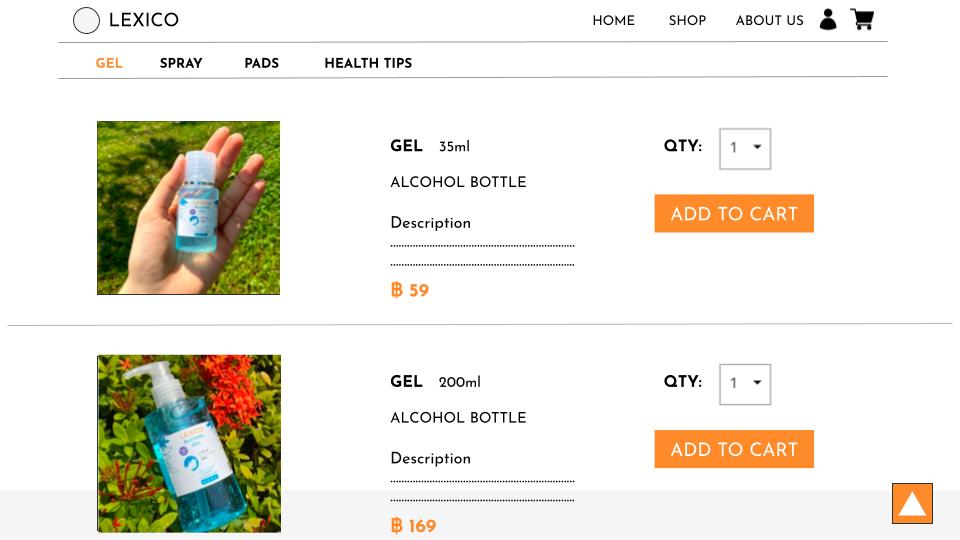 LEXICO
HOME SHOP ABOUT US
GEL SPRAY PADS HEALTH TIPS
GEL 35ml
ALCOHOL BOTTLE
Description
฿ 59
QTY: 1
ADD TO CART
LEXICO
GEL 200ml
ALCOHOL BOTTLE
Description
฿ 169
QTY: 1
ADD TO CART